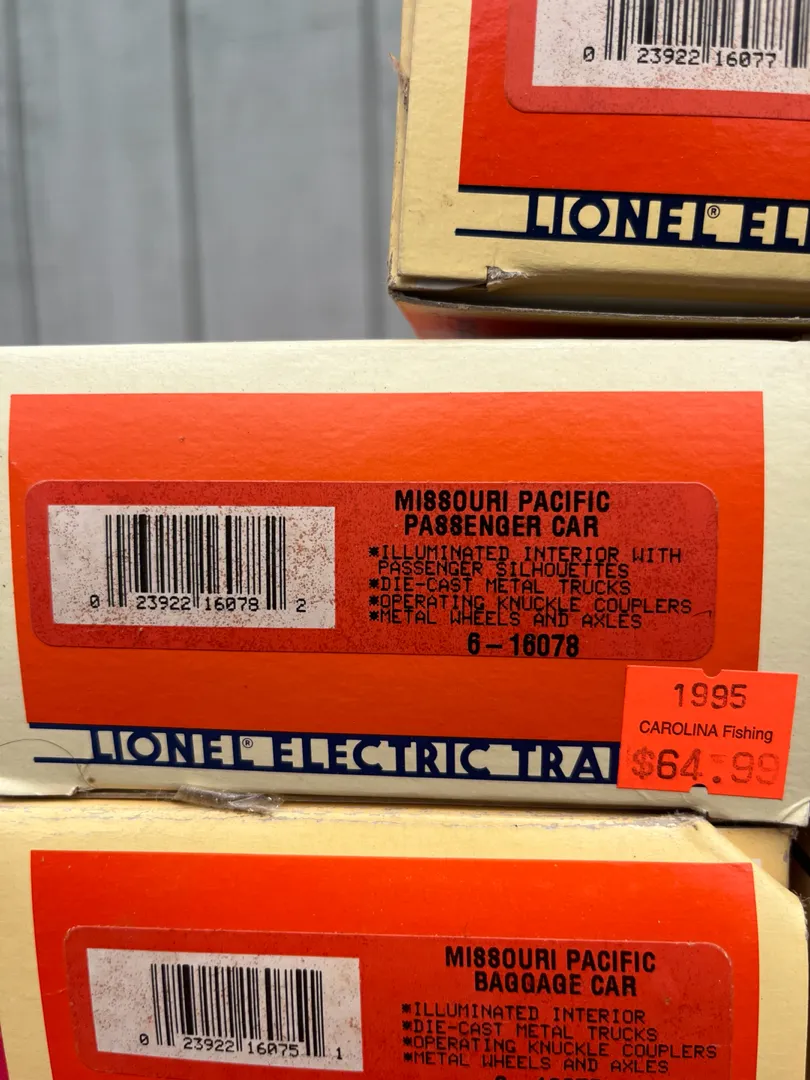 0 23922 16077
LIONEL® EL
MISSOURI PACIFIC
PASSENGER CAR
*ILLUMINATED INTERIOR WITH
PASSENGER SILHOUETTES
*DIE-CAST METAL TRUCKS
*OPERATING KNUCKLE COUPLERS
*METAL WHEELS AND AXLES
6-16078
0 23922 16078 2
LIONEL® ELECTRIC TRAI
1995
CAROLINA Fishing
$64.99
MISSOURI PACIFIC
BAGGAGE CAR
*ILLUMINATED INTERIOR
*DIE-CAST METAL TRUCKS
*OPERATING KNUCKLE COUPLERS
*METAL WHEELS AND AXLES
0 23922 16075 1